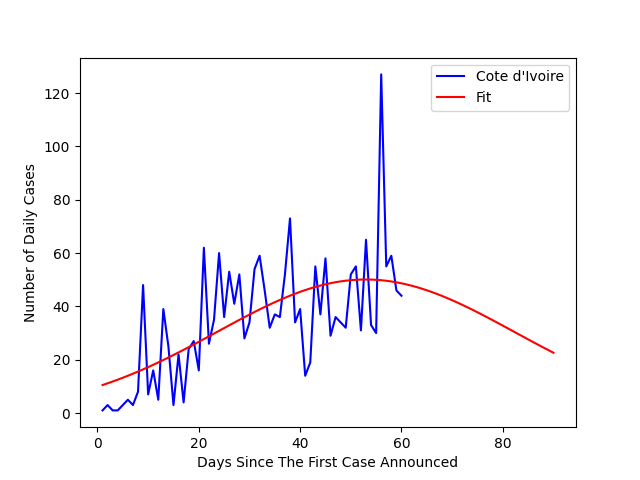 Cote d'Ivoire
Fit
120
100
80
60
40
20
0
Number of Daily Cases
0 20 40 60 80
Days Since The First Case Announced